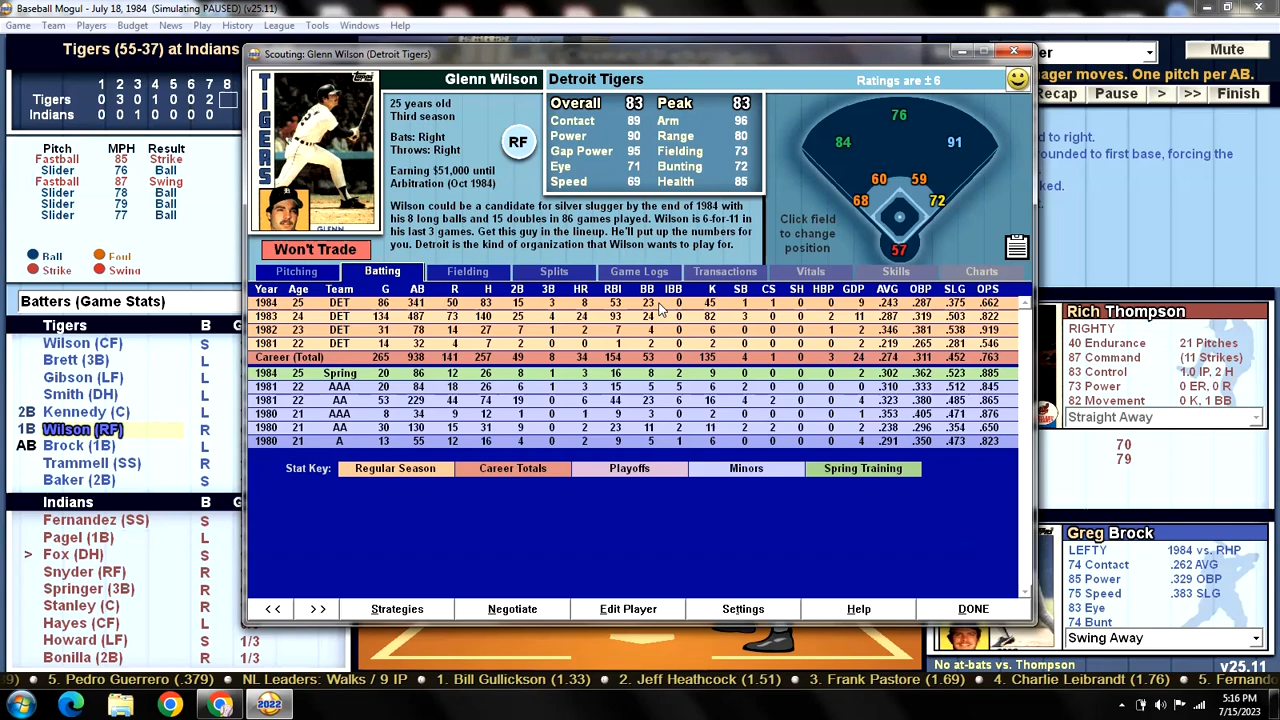 Baseball Mogul - July 18, 1984 (Simulating PAUSED) (v25.11)
Game Team Players Budget News Play History League Tools Windows Help
Tigers (55-37) at Indians
1 2 3 4 5 6 7 8
Tigers 0 3 0 1 0 0 2
Indians 0 0 1 0 0 0 0
Pitch MPH Result
Fastball 85 Strike
Slider 76 Ball
Fastball 87 Swing
Slider 78 Ball
Slider 79 Ball
Slider 77 Ball
Ball Foul
Strike Swing
Batters (Game Stats)
Tigers B
Wilson (CF) R
Brett (3B) L
Gibson (LF) L
Smith (DH) L
2B Kennedy (C) L
1B Wilson (RF) R
AB Brock (1B) L
Trammell (SS) R
Baker (2B) S
Indians B G
Fernandez (SS) S
Pagel (1B) L
> Fox (DH) S
Snyder (RF) R
Springer (3B) R
Stanley (C) R
Hayes (CF) R
Howard (LF) S 1/3
Bonilla (2B) R 1/3
Scouting: Glenn Wilson (Detroit Tigers)
TIGERS
Topps
GLENN
Glenn Wilson
25 years old
Third season
Bats: Right
Throws: Right
Earning $51,000 until
Arbitration (Oct 1984)
RF
Detroit Tigers
Overall 83 Peak 83
Contact 89 Arm 96
Power 90 Range 80
Gap Power 95 Fielding 73
Eye 71 Bunting 72
Speed 69 Health 85
Ratings are ± 6
76
84 91
60 59
68 72
57
Click field
to change
position
Wilson could be a candidate for silver slugger by the end of 1984 with
his 8 long balls and 15 doubles in 86 games played. Wilson is 6-for-11 in
his last 3 games. Get this guy in the lineup. He'll put up the numbers for
you. Detroit is the kind of organization that Wilson wants to play for.
Won't Trade
Pitching Batting Fielding Splits Game Logs Transactions Vitals Skills Charts
Year Age Team G AB R H 2B 3B HR RBI BB IBB K SB CS SH HBP GDP AVG OBP SLG OPS
1984 25 DET 86 341 50 83 15 3 8 53 23 0 45 1 1 0 0 9 .243 .287 .375 .662
1983 24 DET 134 487 73 140 25 4 24 93 24 0 82 3 0 0 2 11 .287 .319 .503 .822
1982 23 DET 31 78 14 27 7 1 2 7 4 0 6 0 0 0 1 2 .346 .381 .538 .919
1981 22 DET 14 32 4 7 2 0 0 1 2 0 2 0 0 0 0 2 .219 .265 .281 .546
Career (Total) 265 938 141 257 49 8 34 154 53 0 135 4 1 0 3 24 .274 .311 .452 .763
1984 25 Spring 20 86 12 26 8 1 3 16 8 2 9 0 0 0 0 2 .302 .362 .523 .885
1981 22 AAA 20 84 18 26 6 1 3 15 5 5 6 2 0 0 0 4 .310 .333 .512 .845
1981 22 AA 53 229 44 74 19 0 6 44 23 6 16 4 2 0 0 4 .323 .380 .485 .865
1980 21 AAA 8 34 9 12 1 0 1 9 3 0 2 0 0 0 0 2 .353 .405 .471 .876
1980 21 AA 30 130 15 31 9 0 2 23 11 2 11 2 2 0 0 4 .238 .296 .354 .650
1980 21 A 13 55 12 16 4 0 2 9 5 1 6 0 0 0 0 2 .291 .350 .473 .823
Stat Key: Regular Season Career Totals Playoffs Minors Spring Training
<< >> Strategies Negotiate Edit Player Settings Help DONE
er Mute
nager moves. One pitch per AB.
Recap Pause > >> Finish
d to right.
rounded to first base, forcing the
ked.
Rich Thompson
RIGHTY
40 Endurance 21 Pitches
87 Command (11 Strikes)
83 Control 1.0 IP, 2 H
73 Power 0 ER, 0 R
0 K, 1 BB
Straight Away
70
79
Greg Brock
LEFTY 1984 vs. RHP
74 Contact .262 AVG
85 Power .329 OBP
75 Speed .383 SLG
83 Eye
74 Bunt
Swing Away
No at-bats vs. Thompson v25.11
39) • 5. Pedro Guerrero (.379) • NL Leaders: Walks / 9 IP • 1. Bill Gullickson (1.33) • 2. Jeff Heathcock (1.51) • 3. Frank Pastore (1.69) • 4. Charlie Leibrandt (1.76) • 5. Fernand
2022
5:16 PM
7/15/2023